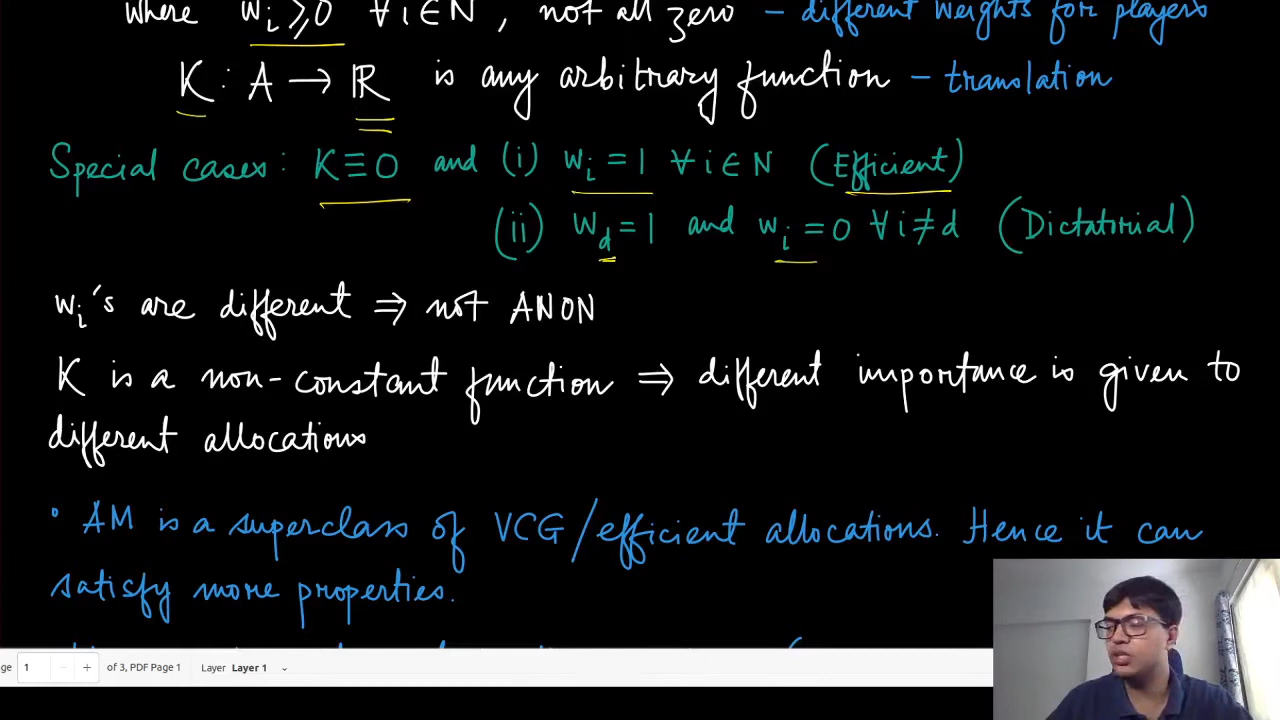 where wᵢ ⩾ 0 ∀ i ∈ N, not all zero – different weights for players
K : A → ℝ is any arbitrary function – translation
Special cases: K ≡ 0 and (i) wᵢ = 1 ∀ i ∈ N (Efficient)
(ii) w_d = 1 and wᵢ = 0 ∀ i ≠ d (Dictatorial)
wᵢ's are different ⇒ not ANON
K is a non-constant function ⇒ different importance is given to
different allocations
• AM is a superclass of VCG/efficient allocations. Hence it can
satisfy more properties.
ge 1 − + of 3, PDF Page 1 Layer Layer 1